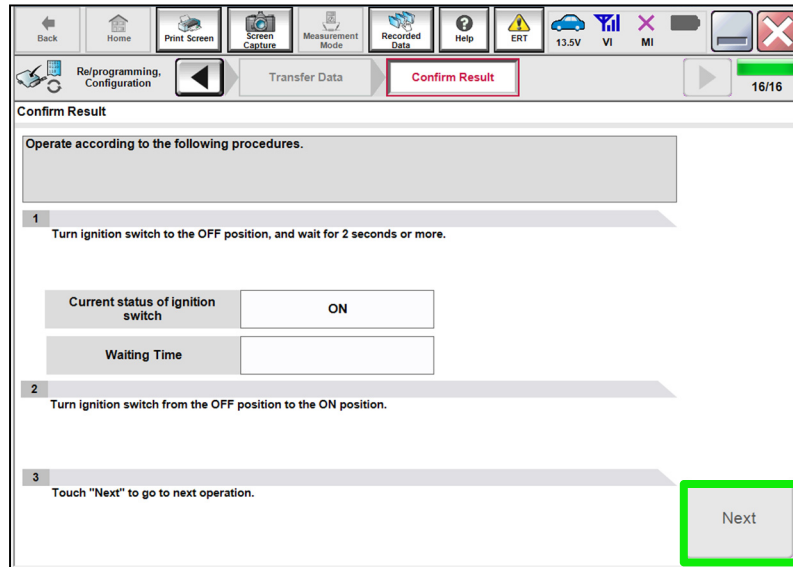 Back
Home
Print Screen
Screen
Capture
Measurement
Mode
Recorded
Data
Help
ERT
13.5V
VI
MI
Re/programming,
Configuration
Transfer Data
Confirm Result
16/16
Confirm Result
Operate according to the following procedures.
1
Turn ignition switch to the OFF position, and wait for 2 seconds or more.
Current status of ignition
switch
ON
Waiting Time
2
Turn ignition switch from the OFF position to the ON position.
3
Touch "Next" to go to next operation.
Next